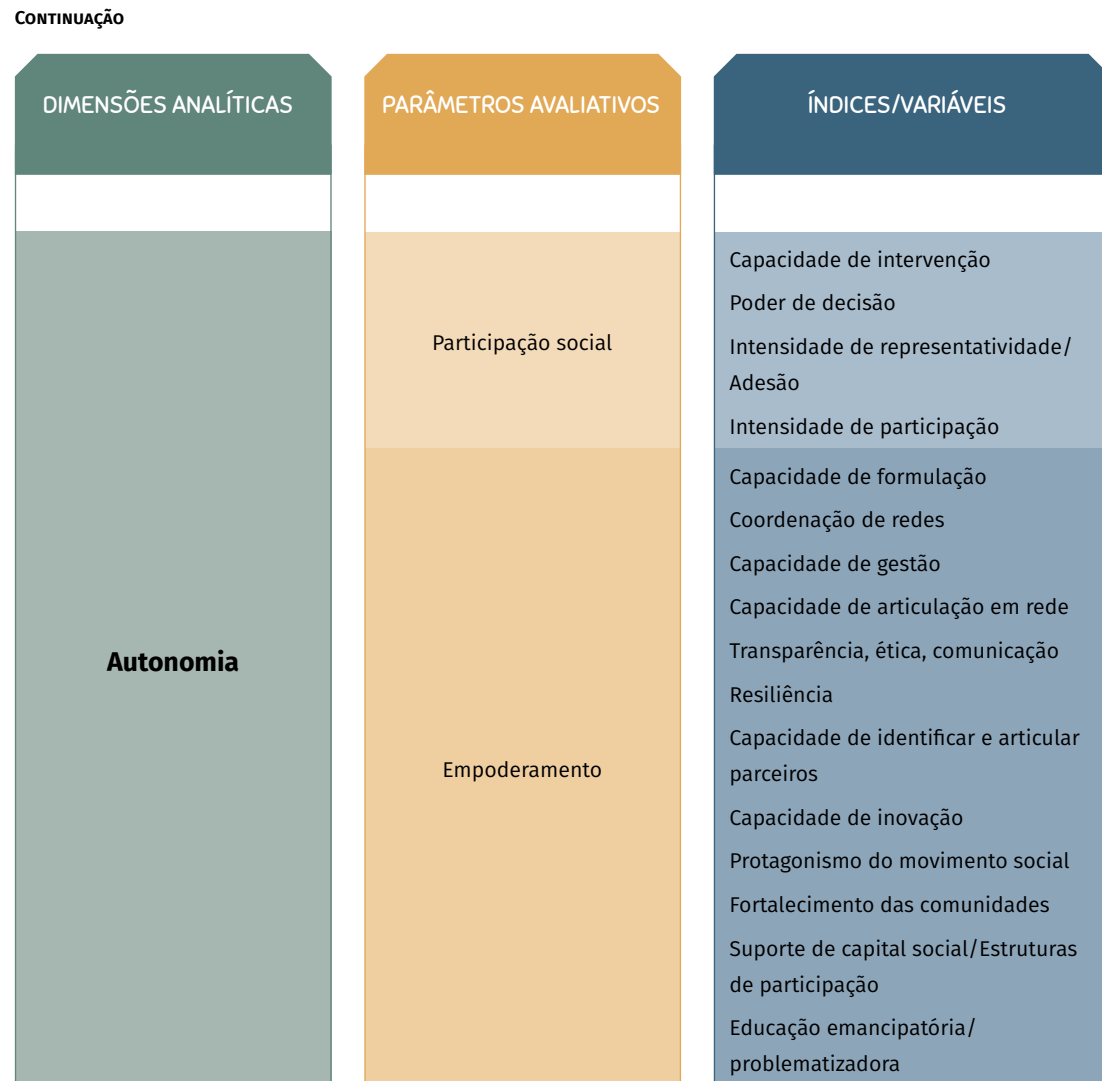 Continuação
DIMENSÕES ANALÍTICAS
PARÂMETROS AVALIATIVOS
ÍNDICES/VARIÁVEIS
Autonomia
Participação social
Capacidade de intervenção
Poder de decisão
Intensidade de representatividade/
Adesão
Intensidade de participação
Empoderamento
Capacidade de formulação
Coordenação de redes
Capacidade de gestão
Capacidade de articulação em rede
Transparência, ética, comunicação
Resiliência
Capacidade de identificar e articular
parceiros
Capacidade de inovação
Protagonismo do movimento social
Fortalecimento das comunidades
Suporte de capital social/Estruturas
de participação
Educação emancipatória/
problematizadora